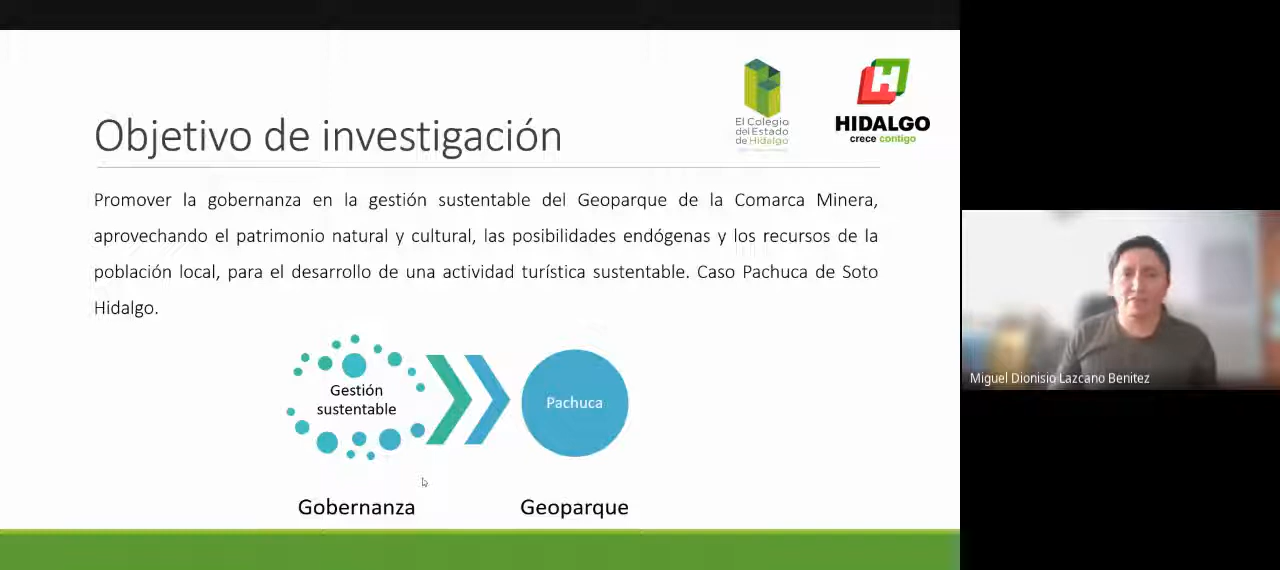 El Colegio
del Estado
de Hidalgo
H
HIDALGO
crece contigo
Objetivo de investigación
Promover la gobernanza en la gestión sustentable del Geoparque de la Comarca Minera,
aprovechando el patrimonio natural y cultural, las posibilidades endógenas y los recursos de la
población local, para el desarrollo de una actividad turística sustentable. Caso Pachuca de Soto
Hidalgo.
Gestión
sustentable
Pachuca
Gobernanza
Geoparque
Miguel Dionisio Lazcano Benitez